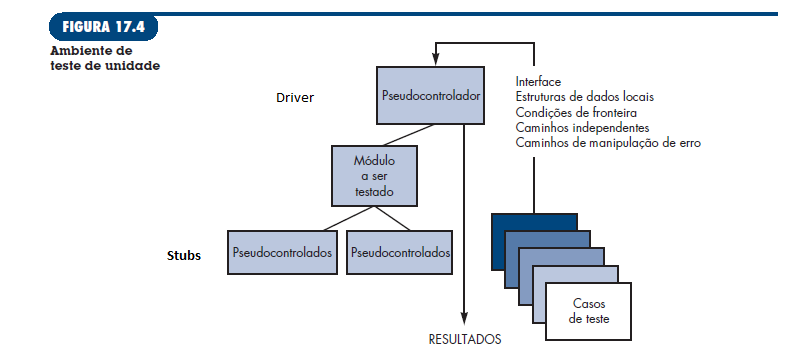 FIGURA 17.4
Ambiente de
teste de unidade
Driver
Pseudocontrolador
Interface
Estruturas de dados locais
Condições de fronteira
Caminhos independentes
Caminhos de manipulação de erro
Módulo
a ser
testado
Stubs
Pseudocontrolados
Pseudocontrolados
Casos
de teste
RESULTADOS